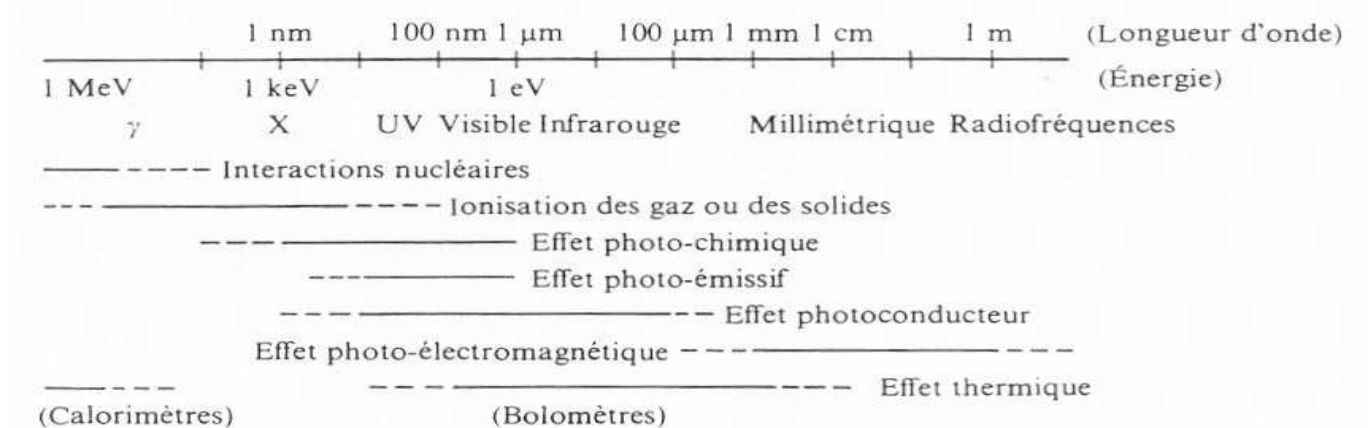 1 nm 100 nm 1 μm 100 μm 1 mm 1 cm 1 m (Longueur d'onde)
1 MeV 1 keV 1 eV (Énergie)
γ X UV Visible Infrarouge Millimétrique Radiofréquences
Interactions nucléaires
Ionisation des gaz ou des solides
Effet photo-chimique
Effet photo-émissif
Effet photoconducteur
Effet photo-électromagnétique
Effet thermique
(Calorimètres) (Bolomètres)